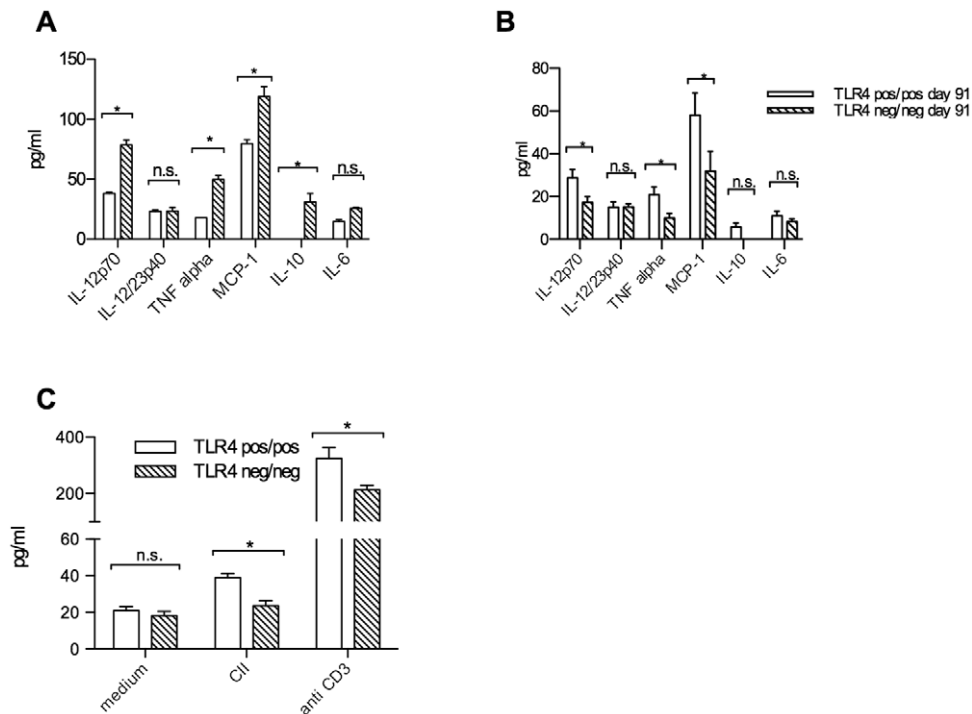 A
150
100
50
0
pg/ml
*
n.s.
*
*
*
n.s.
IL-12p70
IL-12/23p40
TNF alpha
MCP-1
IL-10
IL-6
B
80
60
40
20
0
pg/ml
*
n.s.
*
*
n.s.
n.s.
IL-12p70
IL-12/23p40
TNF alpha
MCP-1
IL-10
IL-6
TLR4 pos/pos day 91
TLR4 neg/neg day 91
C
400
200
60
40
20
0
pg/ml
TLR4 pos/pos
TLR4 neg/neg
n.s.
*
*
medium
CII
anti CD3